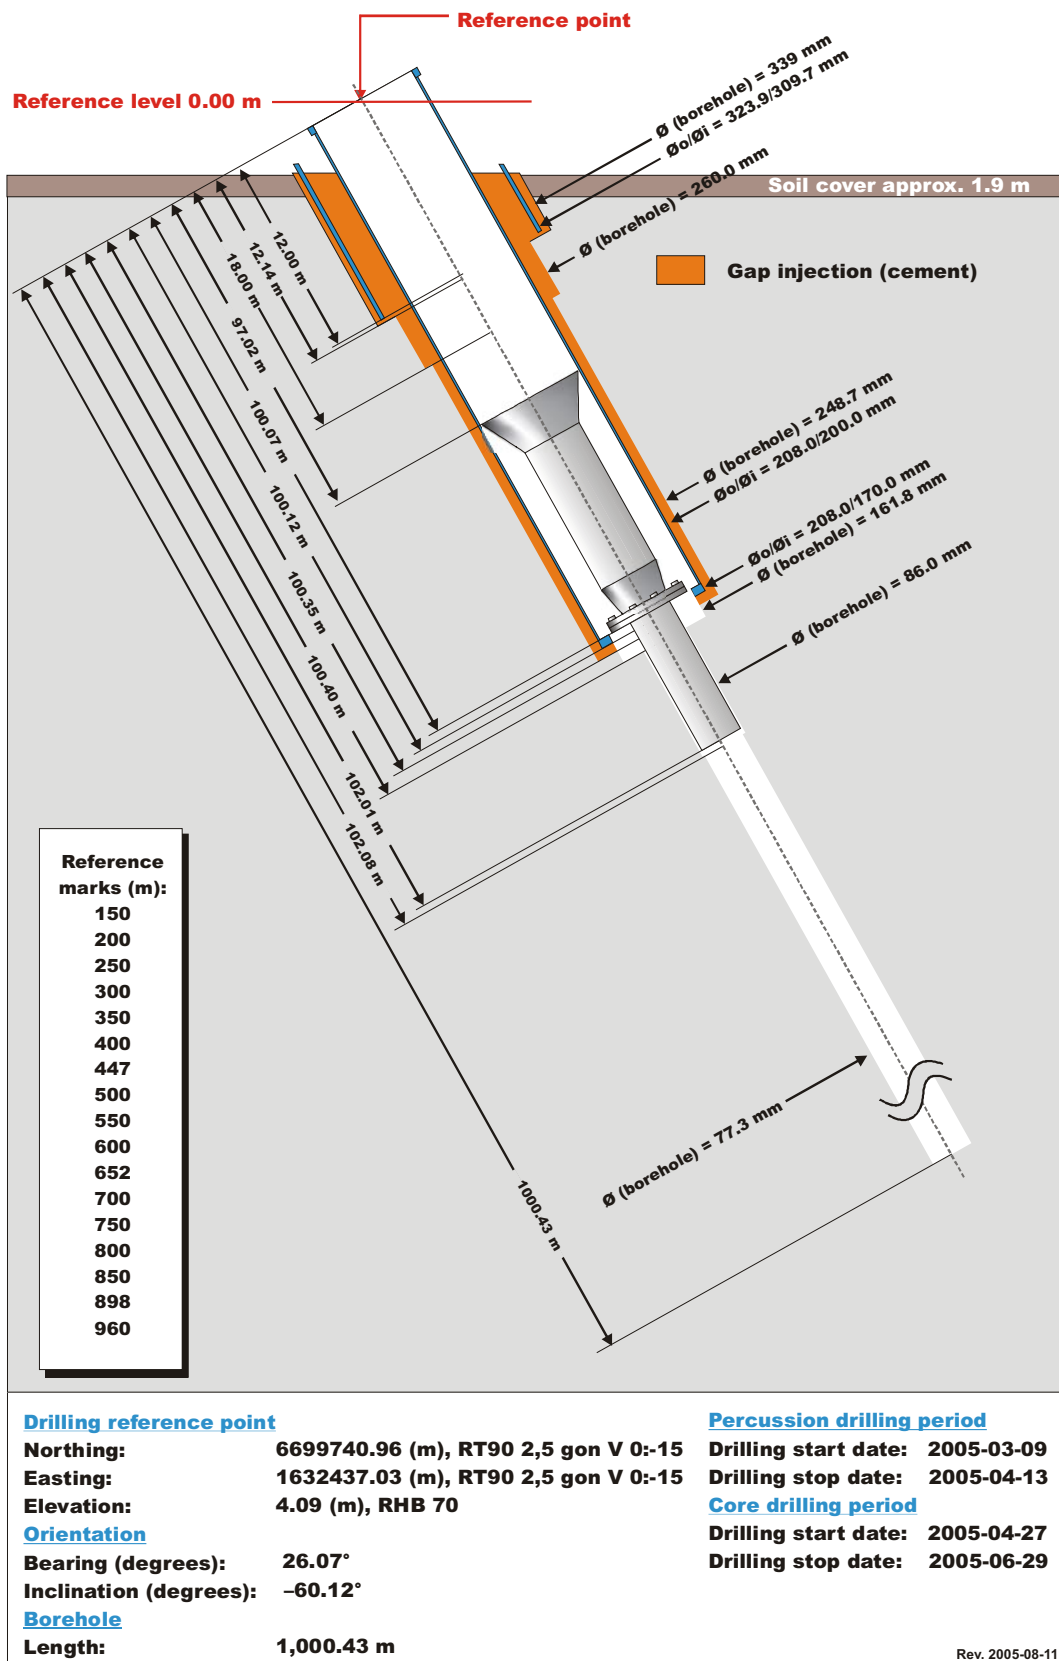 Reference point
Reference level 0.00 m
Ø (borehole) = 339 mm
Øo/Øi = 323.9/309.7 mm
Ø (borehole) = 260.0 mm
Soil cover approx. 1.9 m
Gap injection (cement)
12.00 m
12.14 m
18.00 m
97.02 m
100.07 m
100.12 m
100.35 m
100.40 m
102.01 m
102.08 m
1000.43 m
Ø (borehole) = 248.7 mm
Øo/Øi = 208.0/200.0 mm
Øo/Øi = 208.0/170.0 mm
Ø (borehole) = 161.8 mm
Ø (borehole) = 86.0 mm
Ø (borehole) = 77.3 mm
Reference
marks (m):
150
200
250
300
350
400
447
500
550
600
652
700
750
800
850
898
960
Drilling reference point
Northing: 6699740.96 (m), RT90 2,5 gon V 0:-15
Easting: 1632437.03 (m), RT90 2,5 gon V 0:-15
Elevation: 4.09 (m), RHB 70
Orientation
Bearing (degrees): 26.07°
Inclination (degrees): –60.12°
Borehole
Length: 1,000.43 m
Percussion drilling period
Drilling start date: 2005-03-09
Drilling stop date: 2005-04-13
Core drilling period
Drilling start date: 2005-04-27
Drilling stop date: 2005-06-29
Rev. 2005-08-11